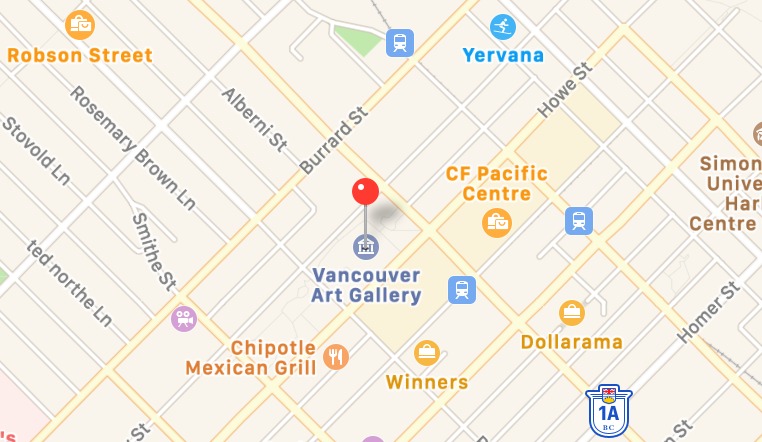 Robson Street
Yervana
Howe St
Rosemary Brown Ln
Alberni St
Burrard St
Stovold Ln
CF Pacific
Centre
Simon
Unive
Har
Centre
Smithe St
ted northe Ln
Vancouver
Art Gallery
Homer St
Dollarama
Chipotle
Mexican Grill
Winners
1A
BC
's
St
St